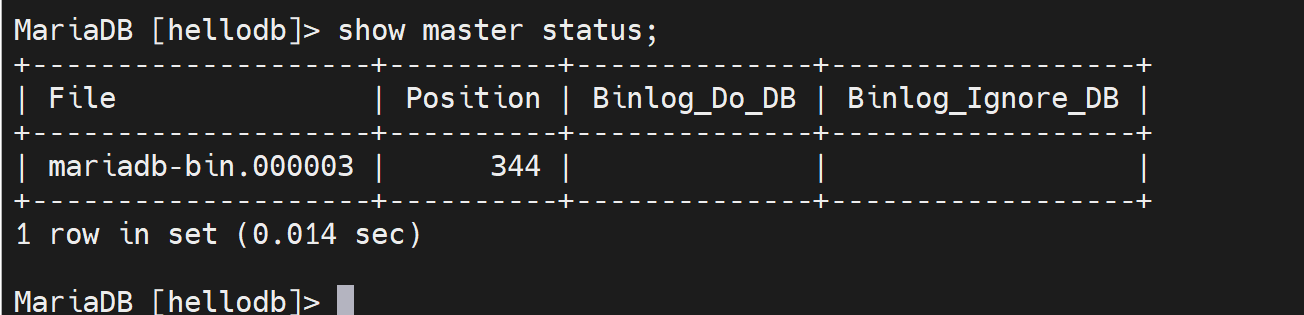 MariaDB [hellodb]> show master status;
+--------------------+----------+--------------+------------------+
| File               | Position | Binlog_Do_DB | Binlog_Ignore_DB |
+--------------------+----------+--------------+------------------+
| mariadb-bin.000003 |      344 |              |                  |
+--------------------+----------+--------------+------------------+
1 row in set (0.014 sec)
MariaDB [hellodb]>